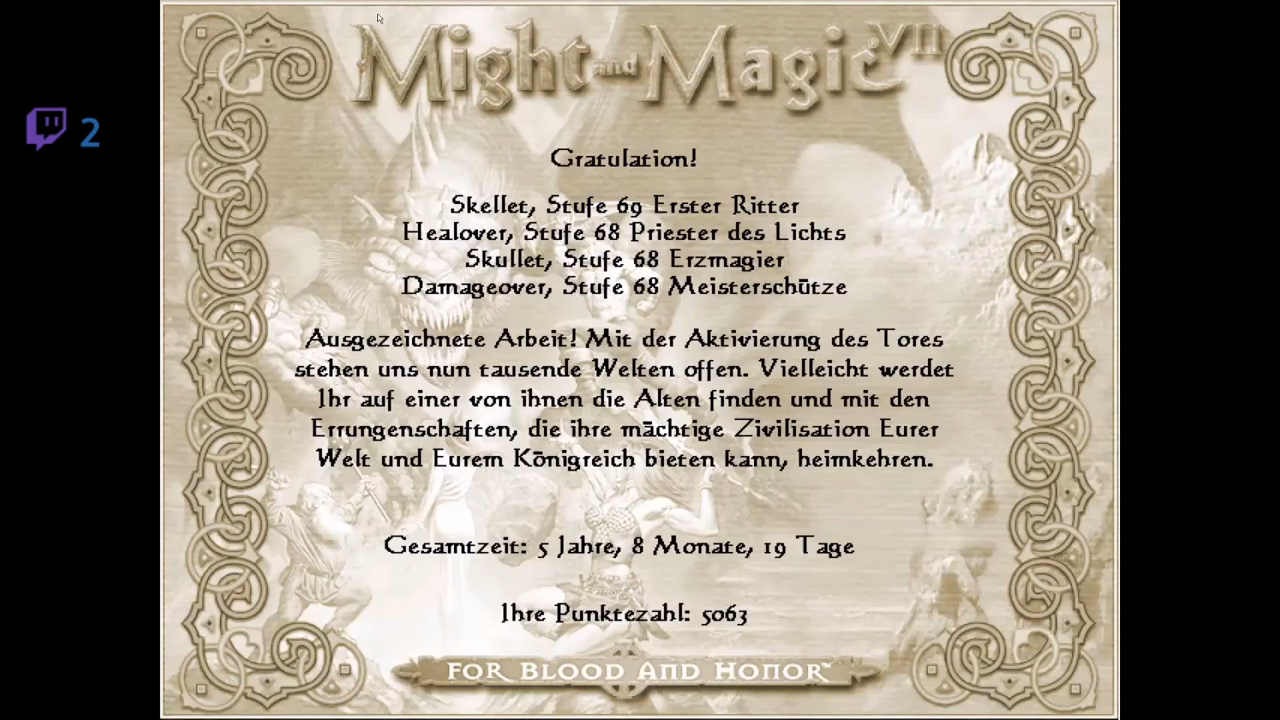 Might and Magic VII
2
Gratulation!
Skellet, Stufe 69 Erster Ritter
Healover, Stufe 68 Priester des Lichts
Skullet, Stufe 68 Erzmagier
Damageover, Stufe 68 Meisterschütze
Ausgezeichnete Arbeit! Mit der Aktivierung des Tores
stehen uns nun tausende Welten offen. Vielleicht werdet
Ihr auf einer von ihnen die Alten finden und mit den
Errungenschaften, die ihre mächtige Zivilisation Eurer
Welt und Eurem Königreich bieten kann, heimkehren.
Gesamtzeit: 5 Jahre, 8 Monate, 19 Tage
Ihre Punktezahl: 5063
FOR BLOOD AND HONOR™